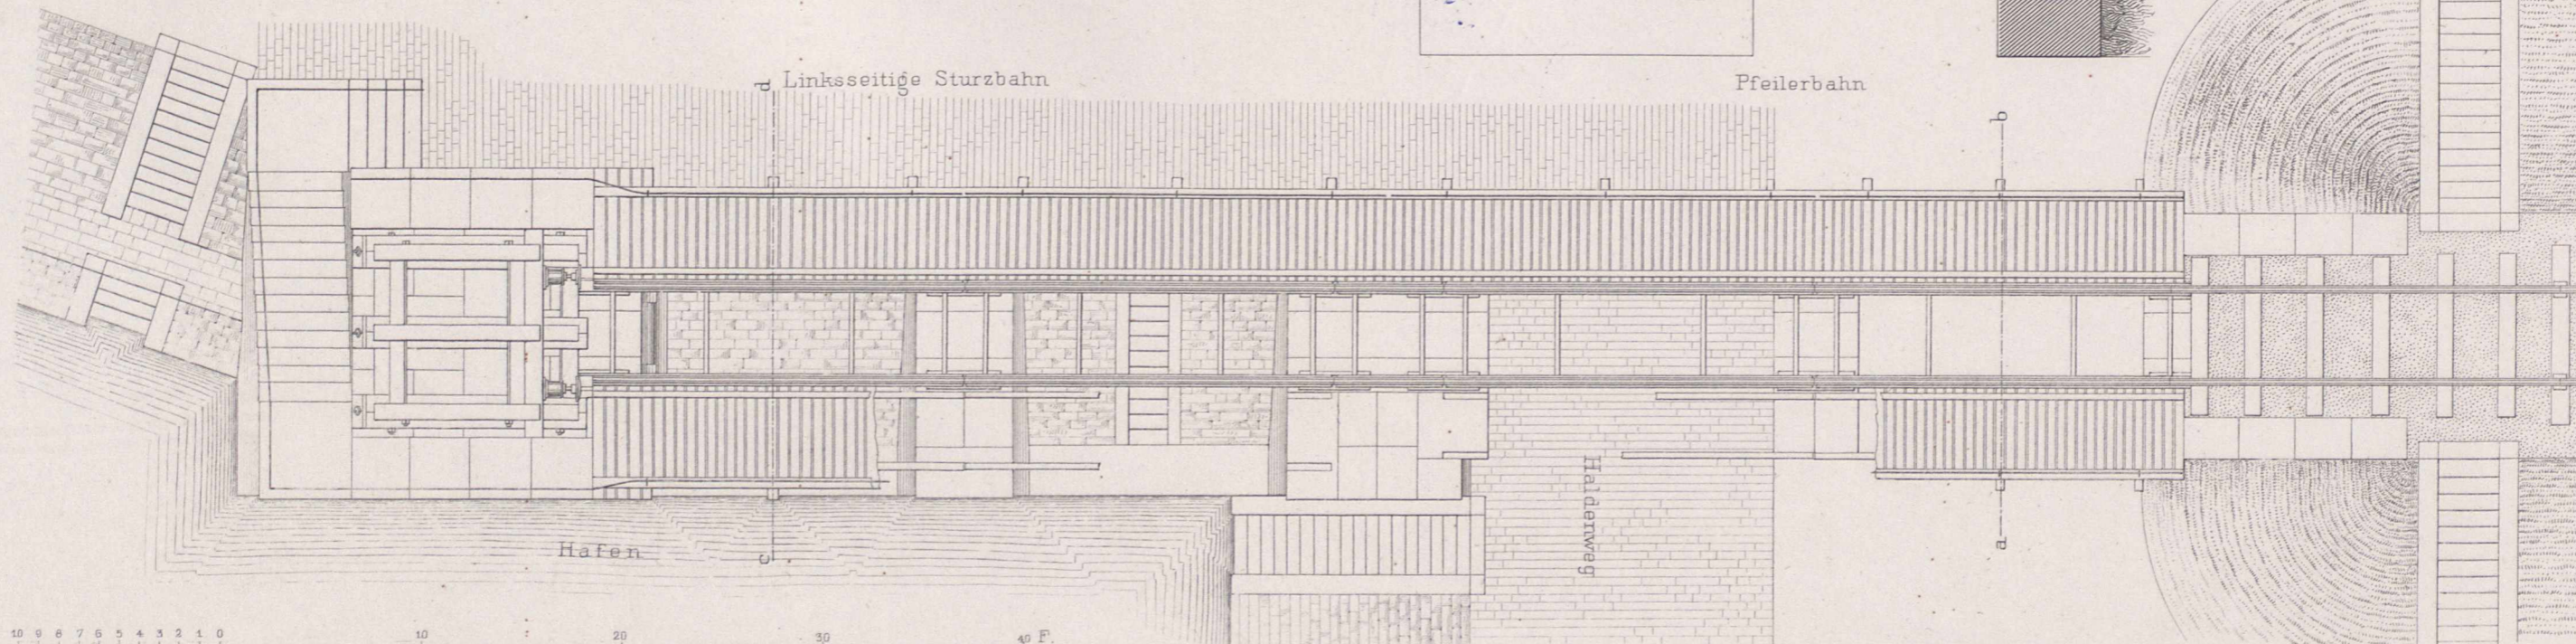 d
Linksseitige Sturzbahn
Pfeilerbahn
b
Haldenweg
Hafen
c
a
10 9 8 7 6 5 4 3 2 1 0 10 20 30 40 F.